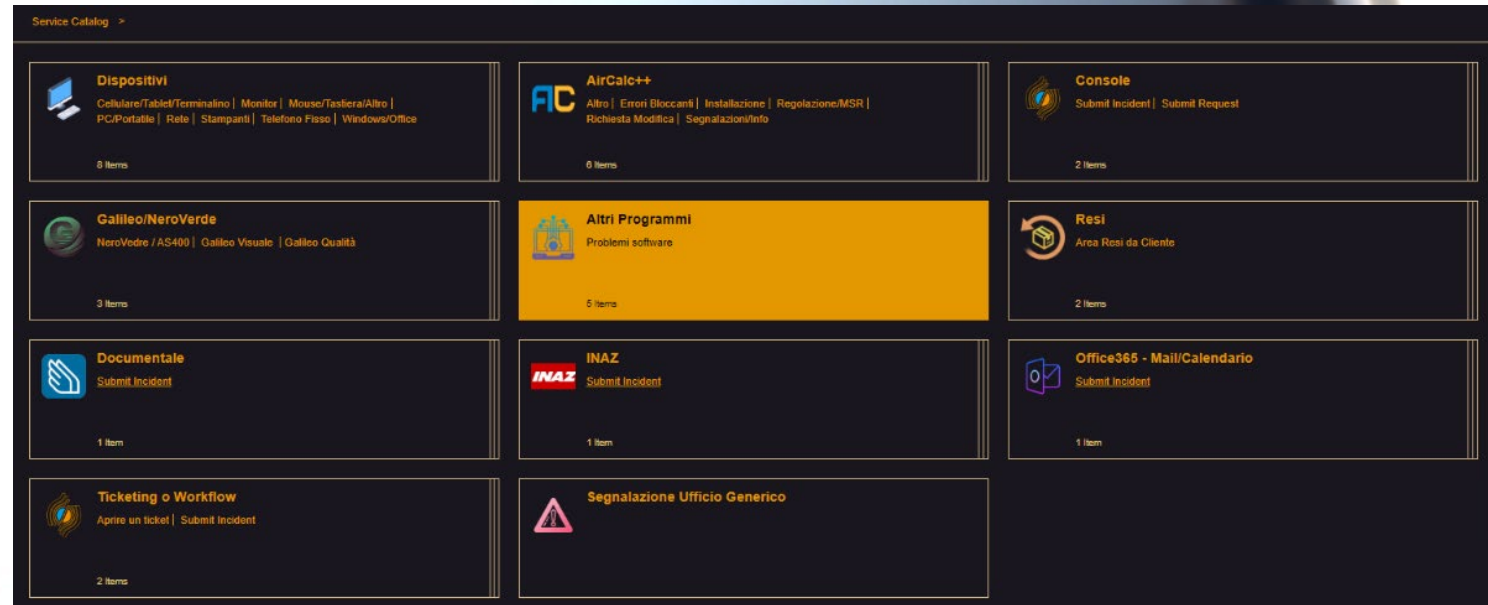 Service Catalog >
Dispositivi
Cellulare/Tablet/Terminalino | Monitor | Mouse/Tastiera/Altro |
PC/Portatile | Rete | Stampanti | Telefono Fisso | Windows/Office
8 Items
AirCalc++
Altro | Errori Bloccanti | Installazione | Regolazione/MSR |
Richiesta Modifica | Segnalazioni/Info
6 Items
Console
Submit Incident | Submit Request
2 Items
Galileo/NeroVerde
NeroVedre / AS400 | Galileo Visuale | Galileo Qualità
3 Items
Altri Programmi
Problemi software
5 Items
Resi
Area Resi da Cliente
2 Items
Documentale
Submit Incident
1 Item
INAZ
INAZ
Submit Incident
1 Item
Office365 - Mail/Calendario
Submit Incident
1 Item
Ticketing o Workflow
Aprire un ticket | Submit Incident
2 Items
Segnalazione Ufficio Generico